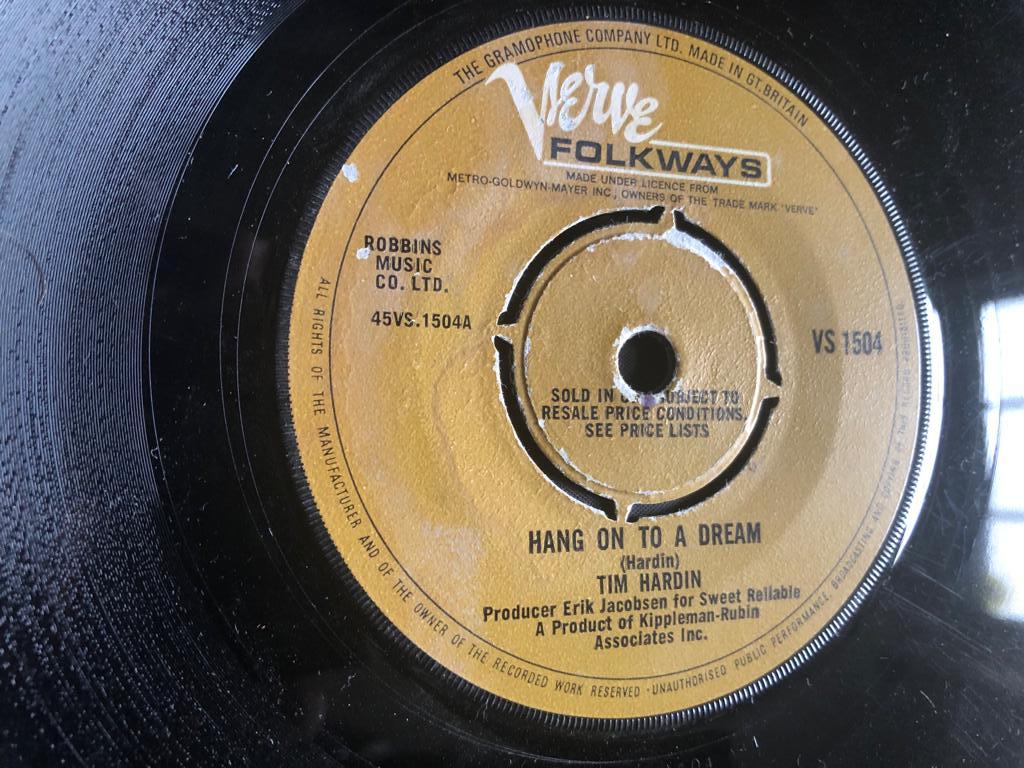 THE GRAMOPHONE COMPANY LTD. MADE IN GT. BRITAIN
Verve
FOLKWAYS
MADE UNDER LICENCE FROM
METRO-GOLDWYN-MAYER INC., OWNERS OF THE TRADE MARK "VERVE"
ROBBINS
MUSIC
CO. LTD.
45VS.1504A
VS 1504
SOLD IN SUBJECT TO
RESALE PRICE CONDITIONS
SEE PRICE LISTS
HANG ON TO A DREAM
(Hardin)
TIM HARDIN
Producer Erik Jacobsen for Sweet Reliable
A Product of Kippleman-Rubin
Associates Inc.
ALL RIGHTS OF THE MANUFACTURER AND OF THE OWNER OF THE RECORDED WORK RESERVED · UNAUTHORISED PUBLIC PERFORMANCE, BROADCASTING AND COPYING OF THIS RECORD PROHIBITED